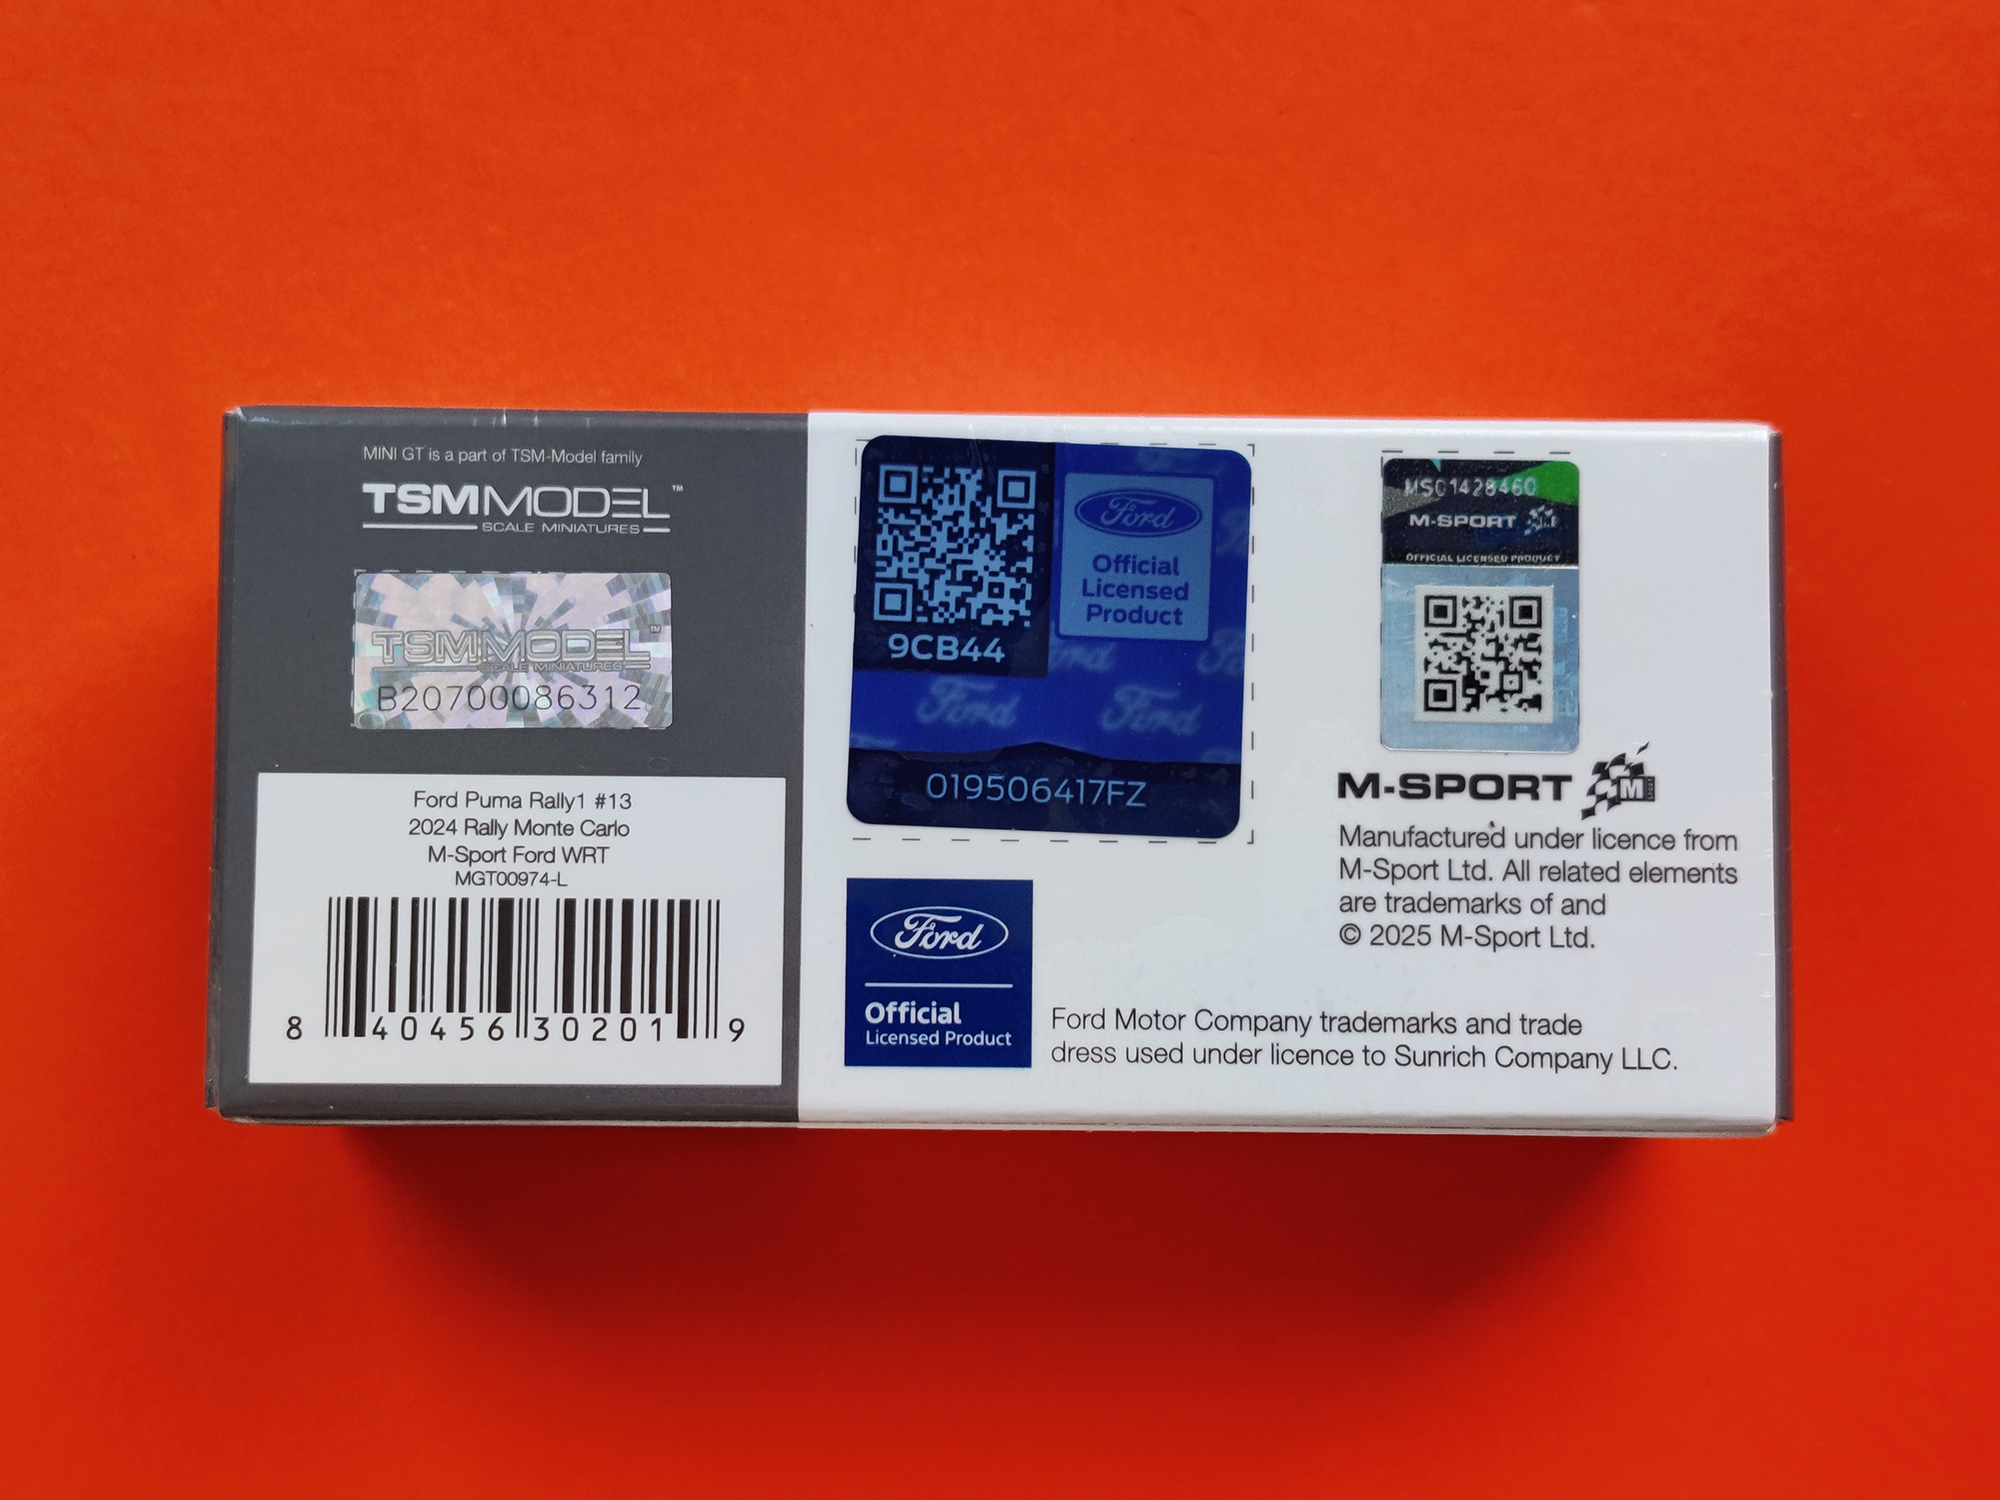 MINI GT is a part of TSM-Model family
TSMMODEL™
SCALE MINIATURES
TSMMODEL™
SCALE MINIATURES
B20700086312
Ford Puma Rally1 #13
2024 Rally Monte Carlo
M-Sport Ford WRT
MGT00974-L
8 40456 30201 9
9CB44
Ford
Official
Licensed
Product
Ford
Ford Ford
019506417FZ
Ford
Official
Licensed Product
Ford Motor Company trademarks and trade
dress used under licence to Sunrich Company LLC.
MS01428460
M-SPORT
OFFICIAL LICENSED PRODUCT
M-SPORT M
Manufactured under licence from
M-Sport Ltd. All related elements
are trademarks of and
© 2025 M-Sport Ltd.